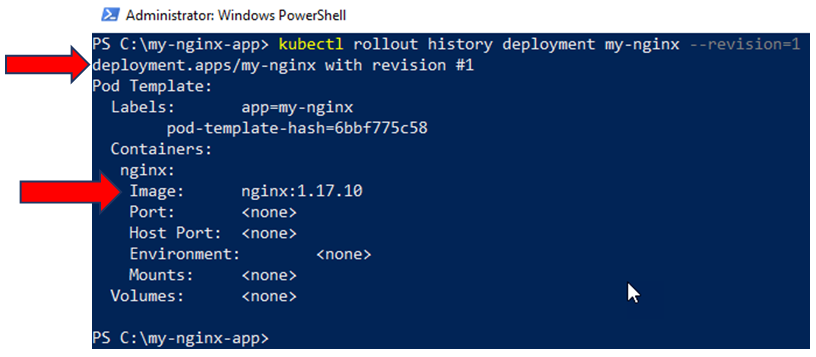 Administrator: Windows PowerShell
PS C:\my-nginx-app> kubectl rollout history deployment my-nginx --revision=1
deployment.apps/my-nginx with revision #1
Pod Template:
  Labels:       app=my-nginx
        pod-template-hash=6bbf775c58
  Containers:
   nginx:
    Image:      nginx:1.17.10
    Port:       <none>
    Host Port:  <none>
    Environment:        <none>
    Mounts:     <none>
  Volumes:      <none>
PS C:\my-nginx-app>